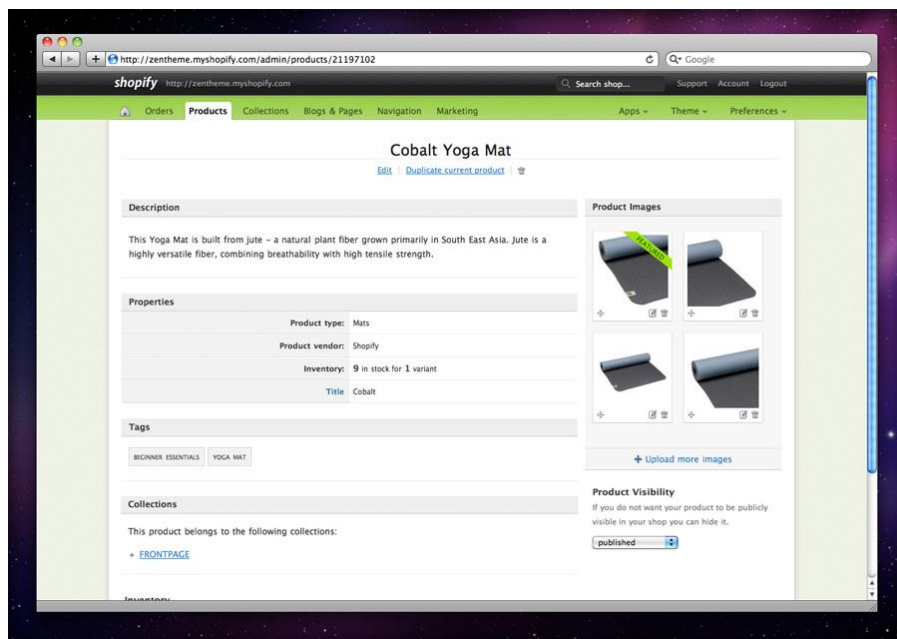 http://zentheme.myshopify.com/admin/products/21197102
Google
shopify http://zentheme.myshopify.com
Search shop...
Support Account Logout
Orders Products Collections Blogs & Pages Navigation Marketing
Apps Theme Preferences
Cobalt Yoga Mat
Edit | Duplicate current product |
Description
This Yoga Mat is built from jute – a natural plant fiber grown primarily in South East Asia. Jute is a
highly versatile fiber, combining breathability with high tensile strength.
Properties
Product type: Mats
Product vendor: Shopify
Inventory: 9 in stock for 1 variant
Title Cobalt
Tags
BEGINNER ESSENTIALS YOGA MAT
Collections
This product belongs to the following collections:
FRONTPAGE
Inventory
Product Images
FEATURED
+ Upload more images
Product Visibility
If you do not want your product to be publicly
visible in your shop you can hide it.
published